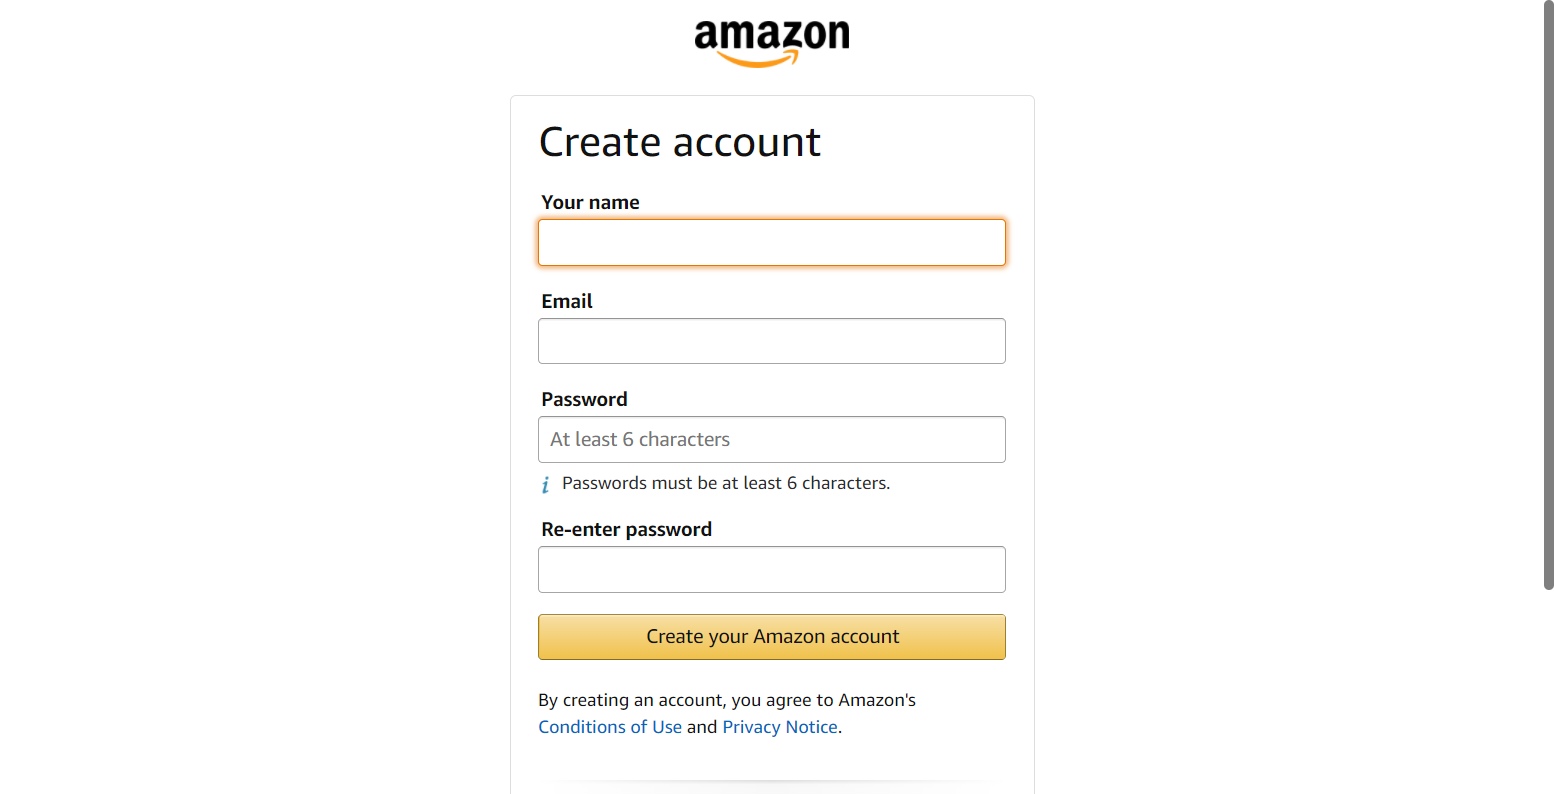 amazon
Create account
Your name
Email
Password
At least 6 characters
i Passwords must be at least 6 characters.
Re-enter password
Create your Amazon account
By creating an account, you agree to Amazon's
Conditions of Use and Privacy Notice.